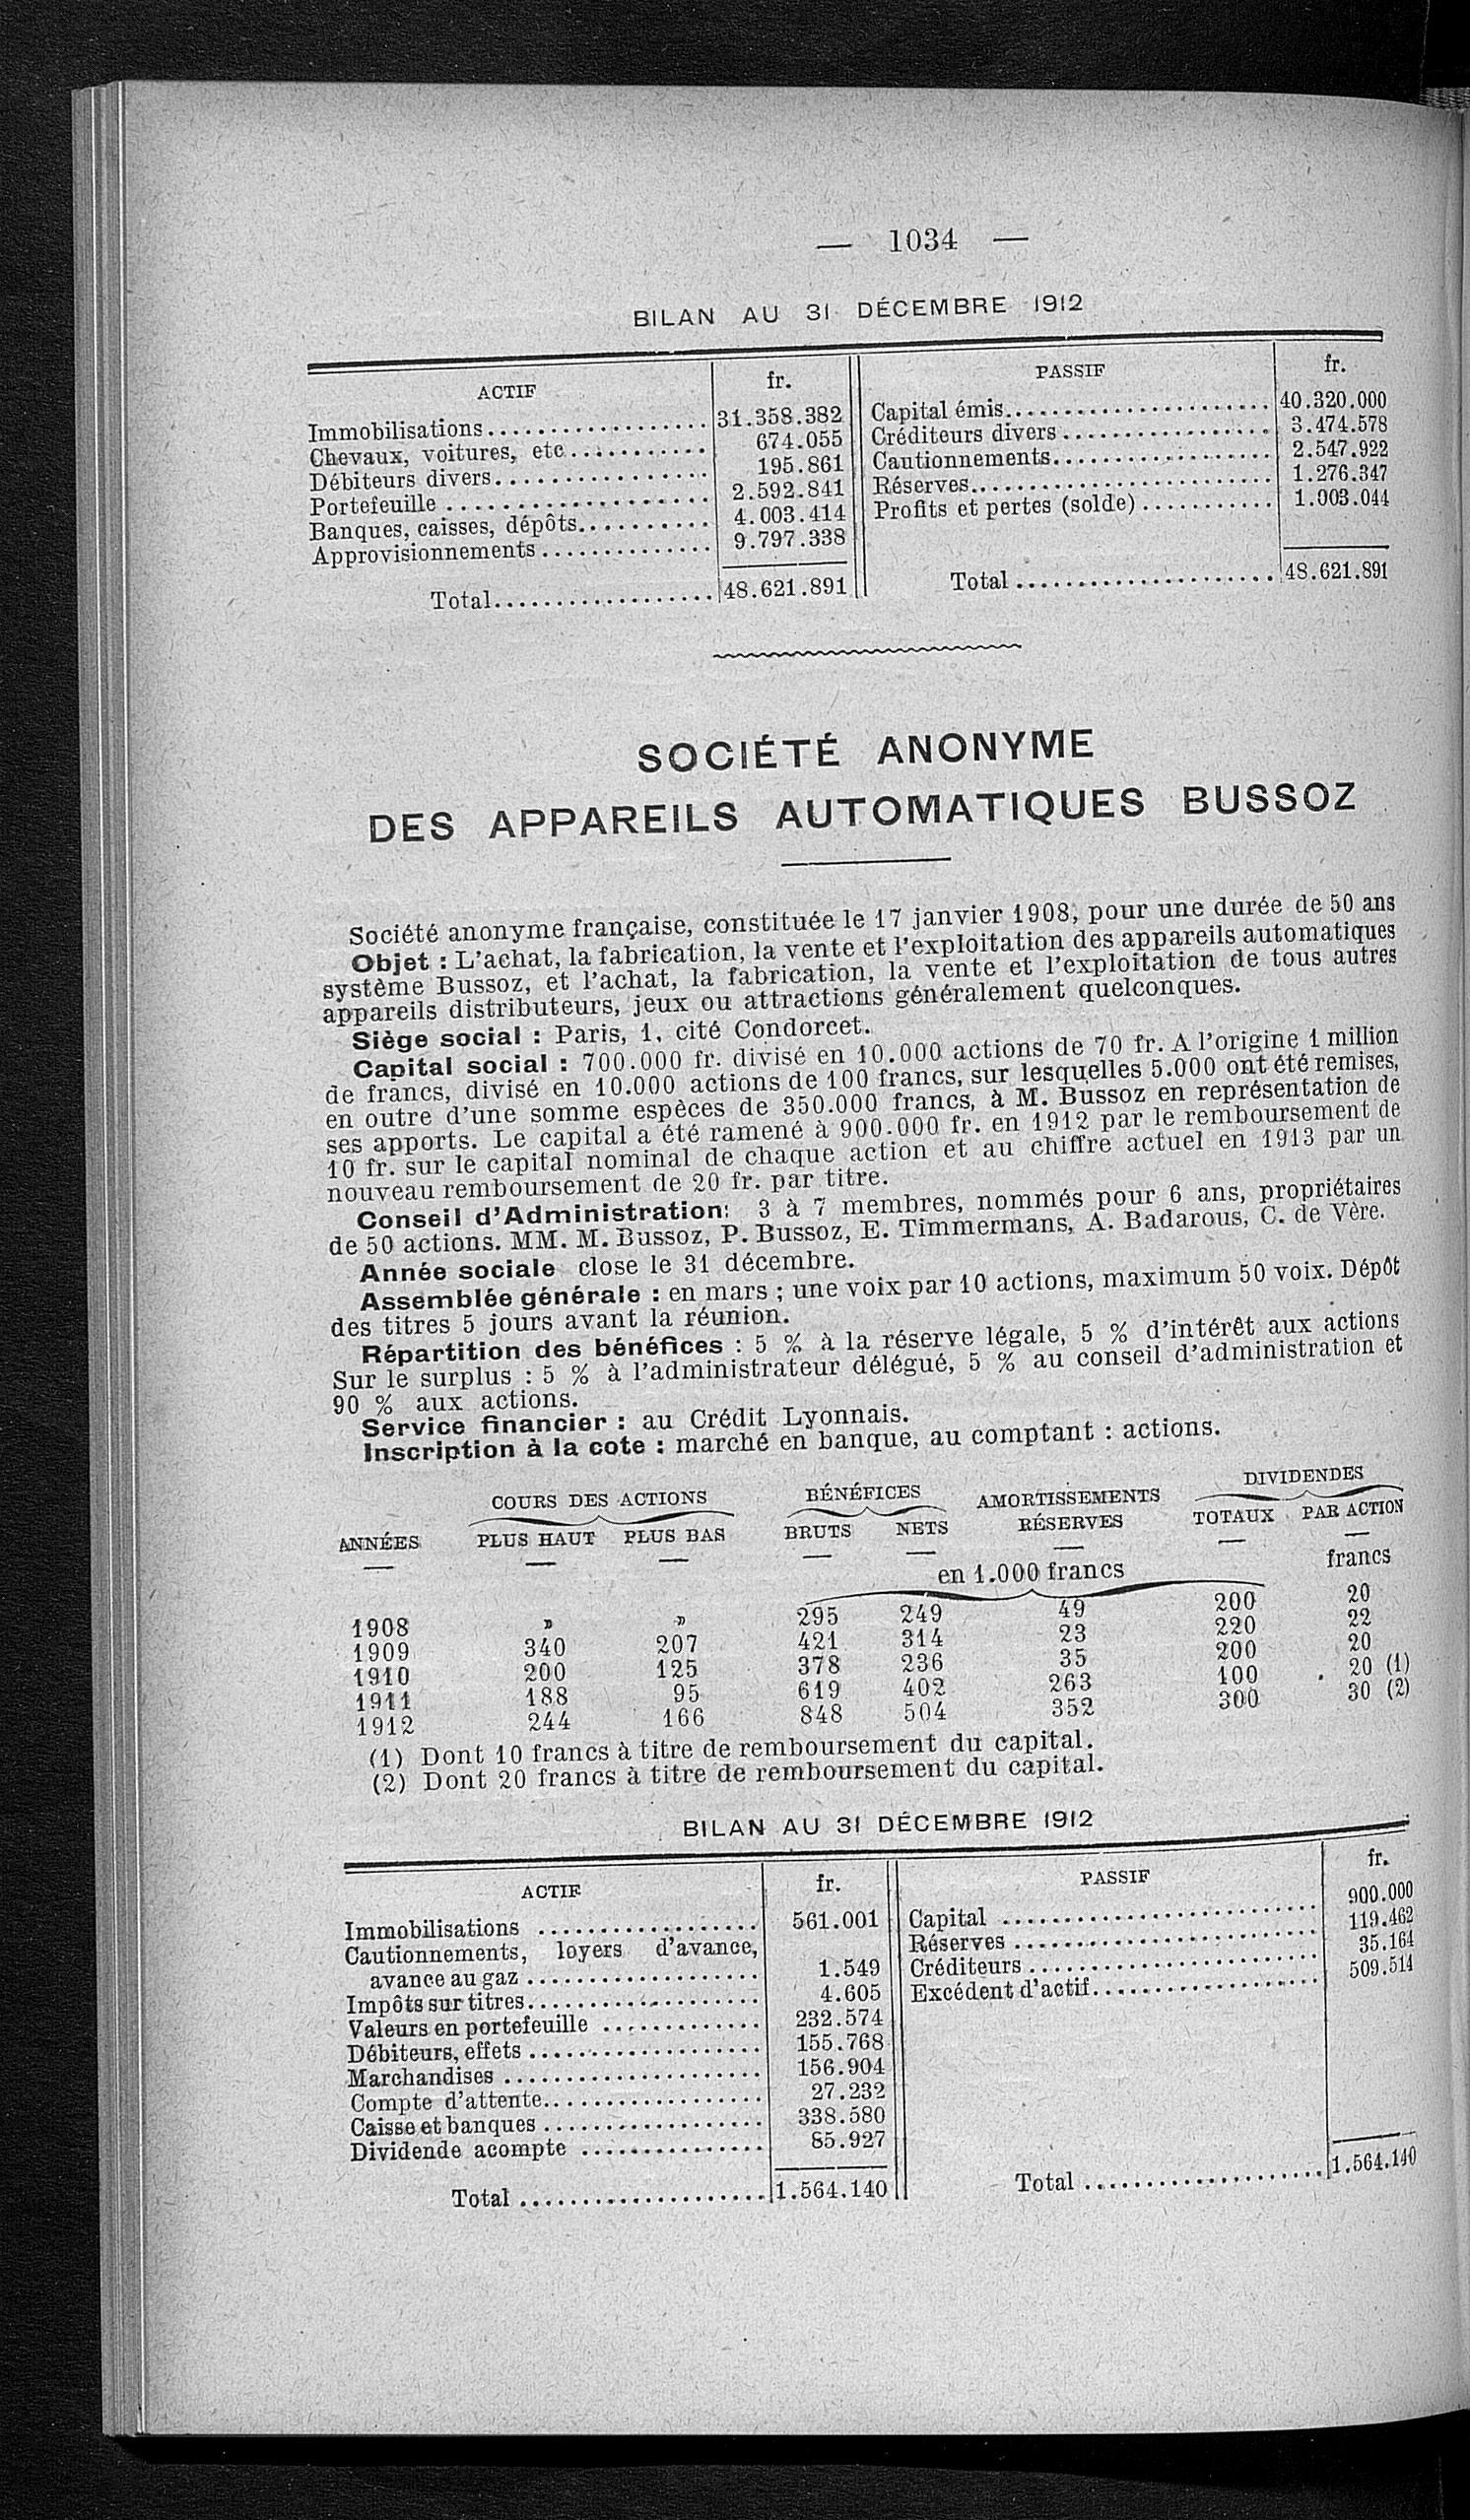 — 1034 —
BILAN AU 31 DÉCEMBRE 1912
ACTIF fr. PASSIF fr.
Immobilisations.................. 31.358.382 Capital émis...................... 40.320.000
Chevaux, voitures, etc........... 674.055 Créditeurs divers................. 3.474.578
Débiteurs divers................. 195.861 Cautionnements.................. 2.547.922
Portefeuille..................... 2.592.841 Réserves......................... 1.276.347
Banques, caisses, dépôts........... 4.003.414 Profits et pertes (solde)........... 1.003.044
Approvisionnements.............. 9.797.338
Total.................. 48.621.891 Total..................... 48.621.891
SOCIÉTÉ ANONYME
DES APPAREILS AUTOMATIQUES BUSSOZ
Société anonyme française, constituée le 17 janvier 1908, pour une durée de 50 ans
Objet : L'achat, la fabrication, la vente et l'exploitation des appareils automatiques
système Bussoz, et l'achat, la fabrication, la vente et l'exploitation de tous autres
appareils distributeurs, jeux ou attractions généralement quelconques.
Siège social : Paris, 1, cité Condorcet.
Capital social : 700.000 fr. divisé en 10.000 actions de 70 fr. A l'origine 1 million
de francs, divisé en 10.000 actions de 100 francs, sur lesquelles 5.000 ont été remises,
en outre d'une somme espèces de 350.000 francs, à M. Bussoz en représentation de
ses apports. Le capital a été ramené à 900.000 fr. en 1912 par le remboursement de
10 fr. sur le capital nominal de chaque action et au chiffre actuel en 1913 par un
nouveau remboursement de 20 fr. par titre.
Conseil d'Administration: 3 à 7 membres, nommés pour 6 ans, propriétaires
de 50 actions. MM. M. Bussoz, P. Bussoz, E. Timmermans, A. Badarous, C. de Vère.
Année sociale close le 31 décembre.
Assemblée générale : en mars ; une voix par 10 actions, maximum 50 voix. Dépôt
des titres 5 jours avant la réunion.
Répartition des bénéfices : 5 % à la réserve légale, 5 % d'intérêt aux actions
Sur le surplus : 5 % à l'administrateur délégué, 5 % au conseil d'administration et
90 % aux actions.
Service financier : au Crédit Lyonnais.
Inscription à la cote : marché en banque, au comptant : actions.
COURS DES ACTIONS BÉNÉFICES AMORTISSEMENTS DIVIDENDES
ANNÉES PLUS HAUT PLUS BAS BRUTS NETS RÉSERVES TOTAUX PAR ACTION
en 1.000 francs francs
1908 » » 295 249 49 200 20
1909 340 207 421 314 23 220 22
1910 200 125 378 236 35 200 20
1911 188 95 619 402 263 100 20 (1)
1912 244 166 848 504 352 300 30 (2)
(1) Dont 10 francs à titre de remboursement du capital.
(2) Dont 20 francs à titre de remboursement du capital.
BILAN AU 31 DÉCEMBRE 1912
ACTIF fr. PASSIF fr.
Immobilisations .................. 561.001 Capital ......................... 900.000
Cautionnements, loyers d'avance, Réserves ........................ 119.462
avance au gaz ................... 1.549 Créditeurs ....................... 35.164
Impôts sur titres................... 4.605 Excédent d'actif.................. 509.514
Valeurs en portefeuille ............. 232.574
Débiteurs, effets ................... 155.768
Marchandises ..................... 156.904
Compte d'attente.................. 27.232
Caisse et banques .................. 338.580
Dividende acompte ............... 85.927
Total .................... 1.564.140 Total .................... 1.564.140